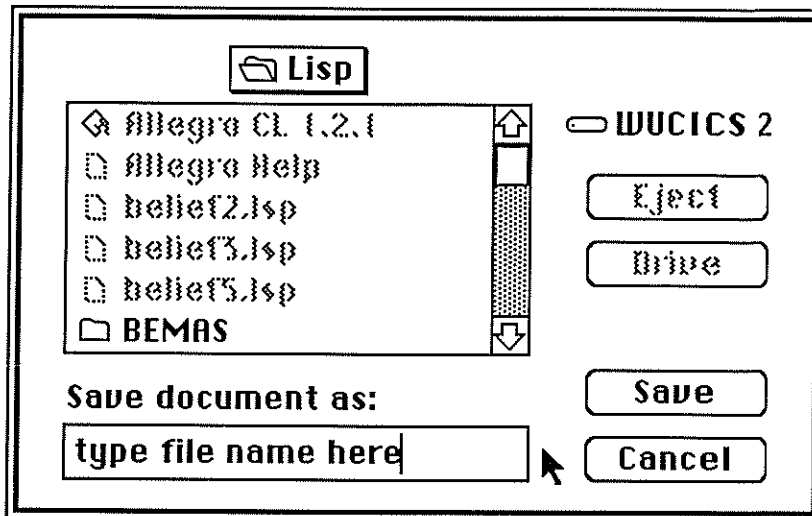 Lisp
Allegro CL 1.2.1
Allegro Help
belief2.lsp
belief3.lsp
belief5.lsp
BEMAS
WUCICS 2
Eject
Drive
Save document as:
type file name here
Save
Cancel